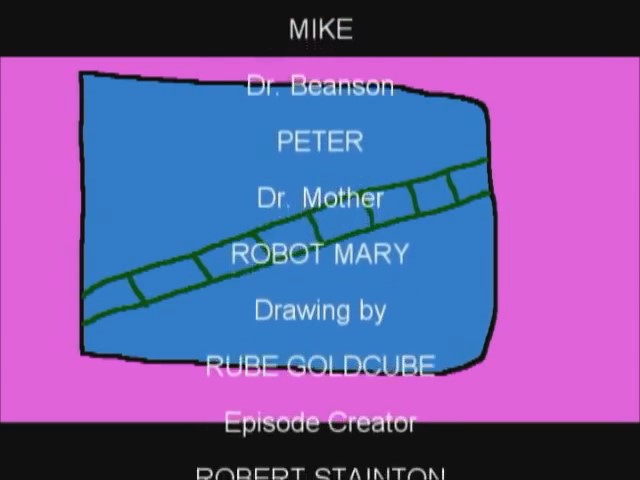 MIKE
Dr. Beanson
PETER
Dr. Mother
ROBOT MARY
Drawing by
RUBE GOLDCUBE
Episode Creator
ROBERT STAINTON